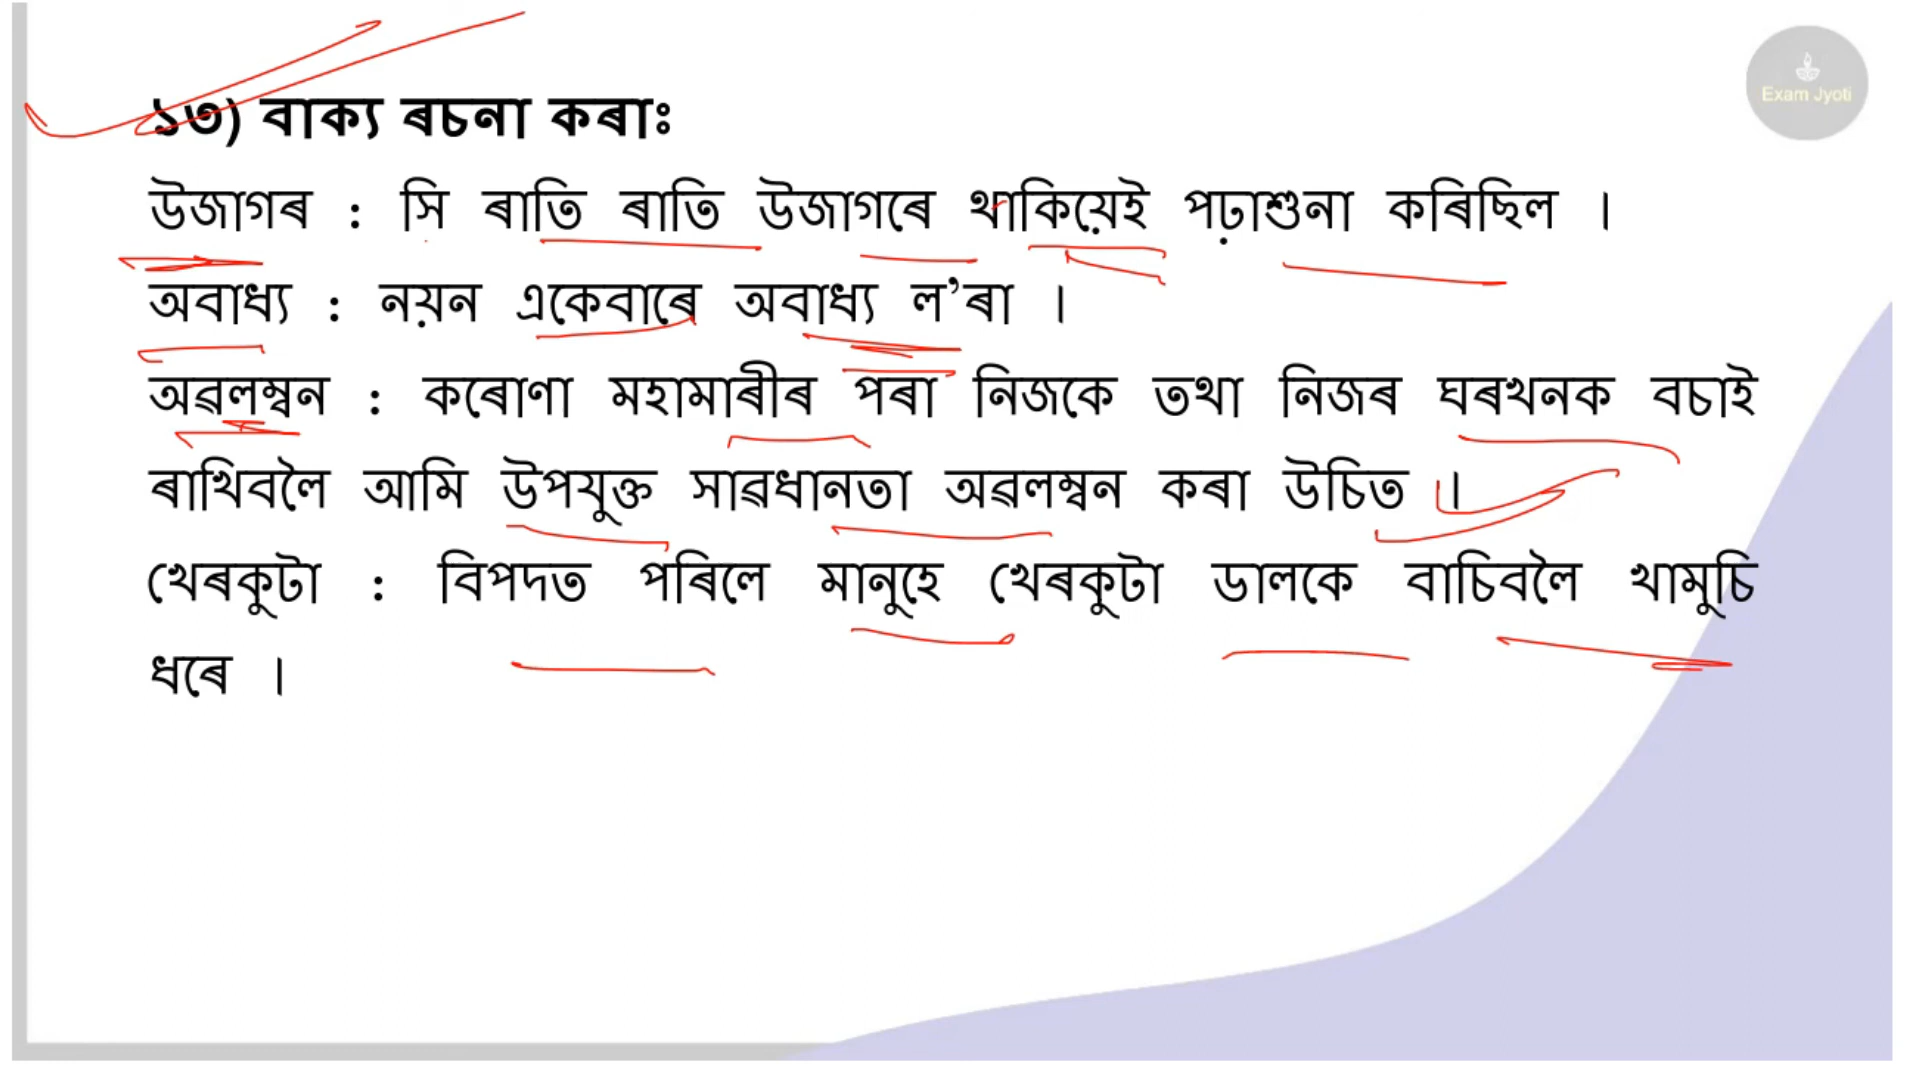 Exam Jyoti
১৩) বাক্য ৰচনা কৰাঃ
উজাগৰ : সি ৰাতি ৰাতি উজাগৰে থাকিয়েই পঢ়াশুনা কৰিছিল ।
অবাধ্য : নয়ন একেবাৰে অবাধ্য ল’ৰা ।
অৱলম্বন : কৰোণা মহামাৰীৰ পৰা নিজকে তথা নিজৰ ঘৰখনক বচাই
ৰাখিবলৈ আমি উপযুক্ত সাৱধানতা অৱলম্বন কৰা উচিত ।
খেৰকুটা : বিপদত পৰিলে মানুহে খেৰকুটা ডালকে বাচিবলৈ খামুচি
ধৰে ।